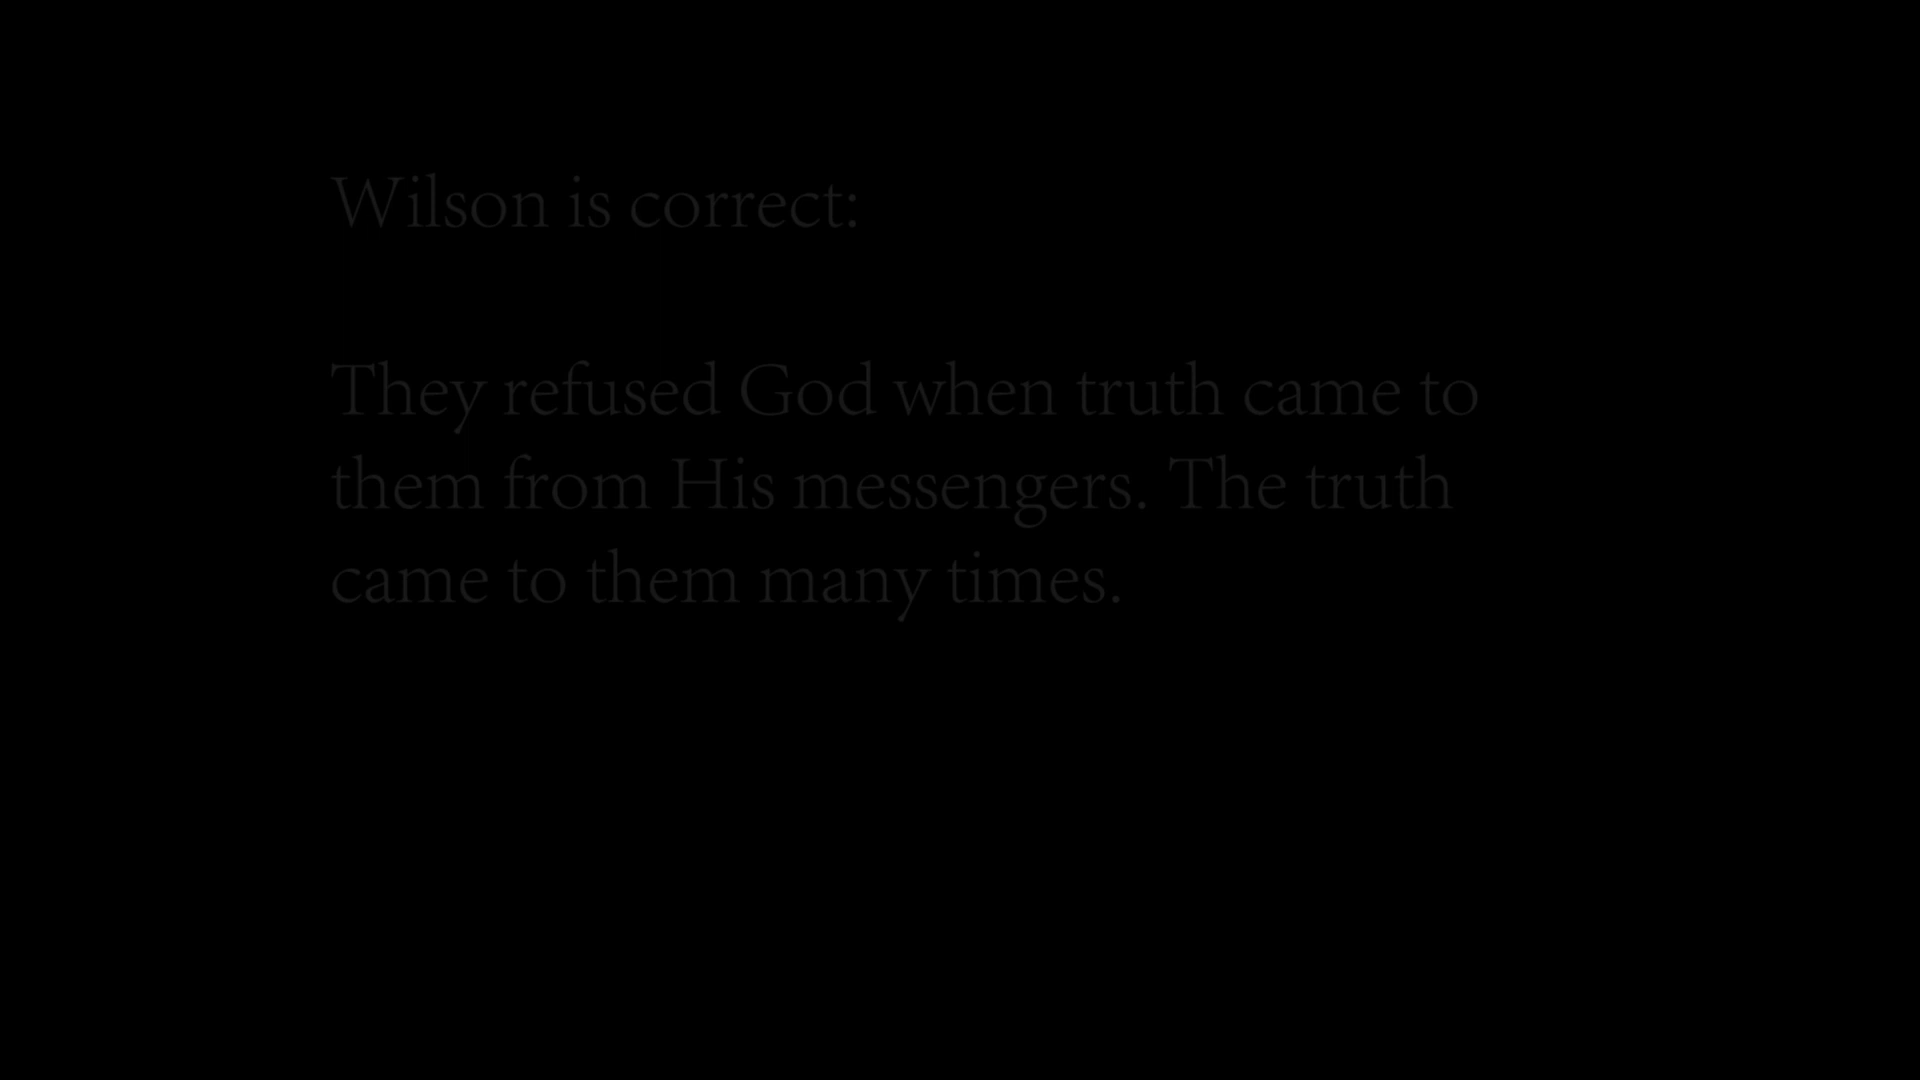 Wilson is correct:
They refused God when truth came to
them from His messengers. The truth
came to them many times.